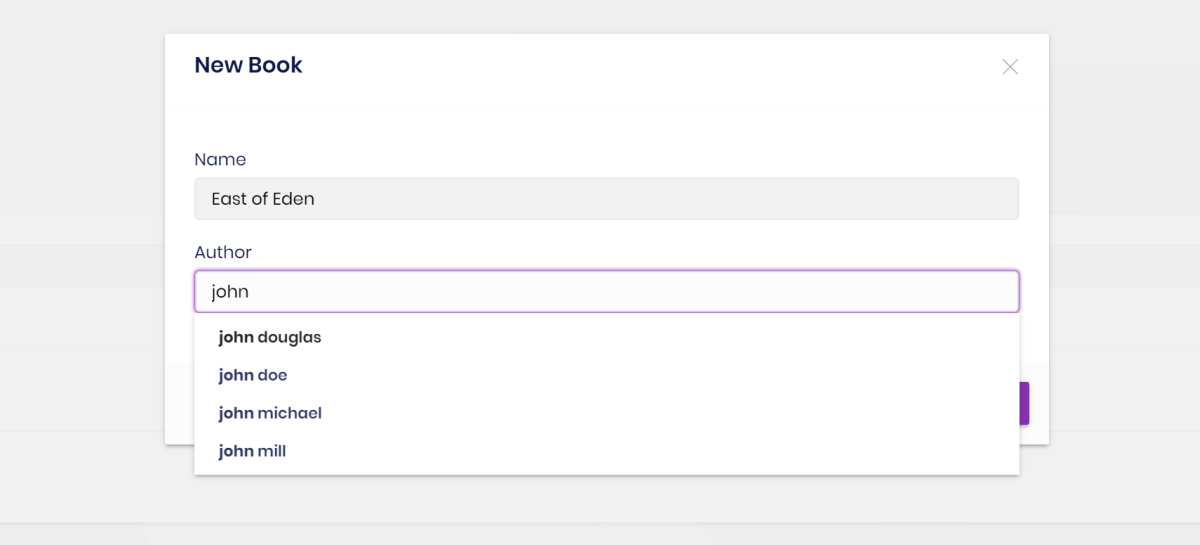 New Book
Name
East of Eden
Author
john
john douglas
john doe
john michael
john mill